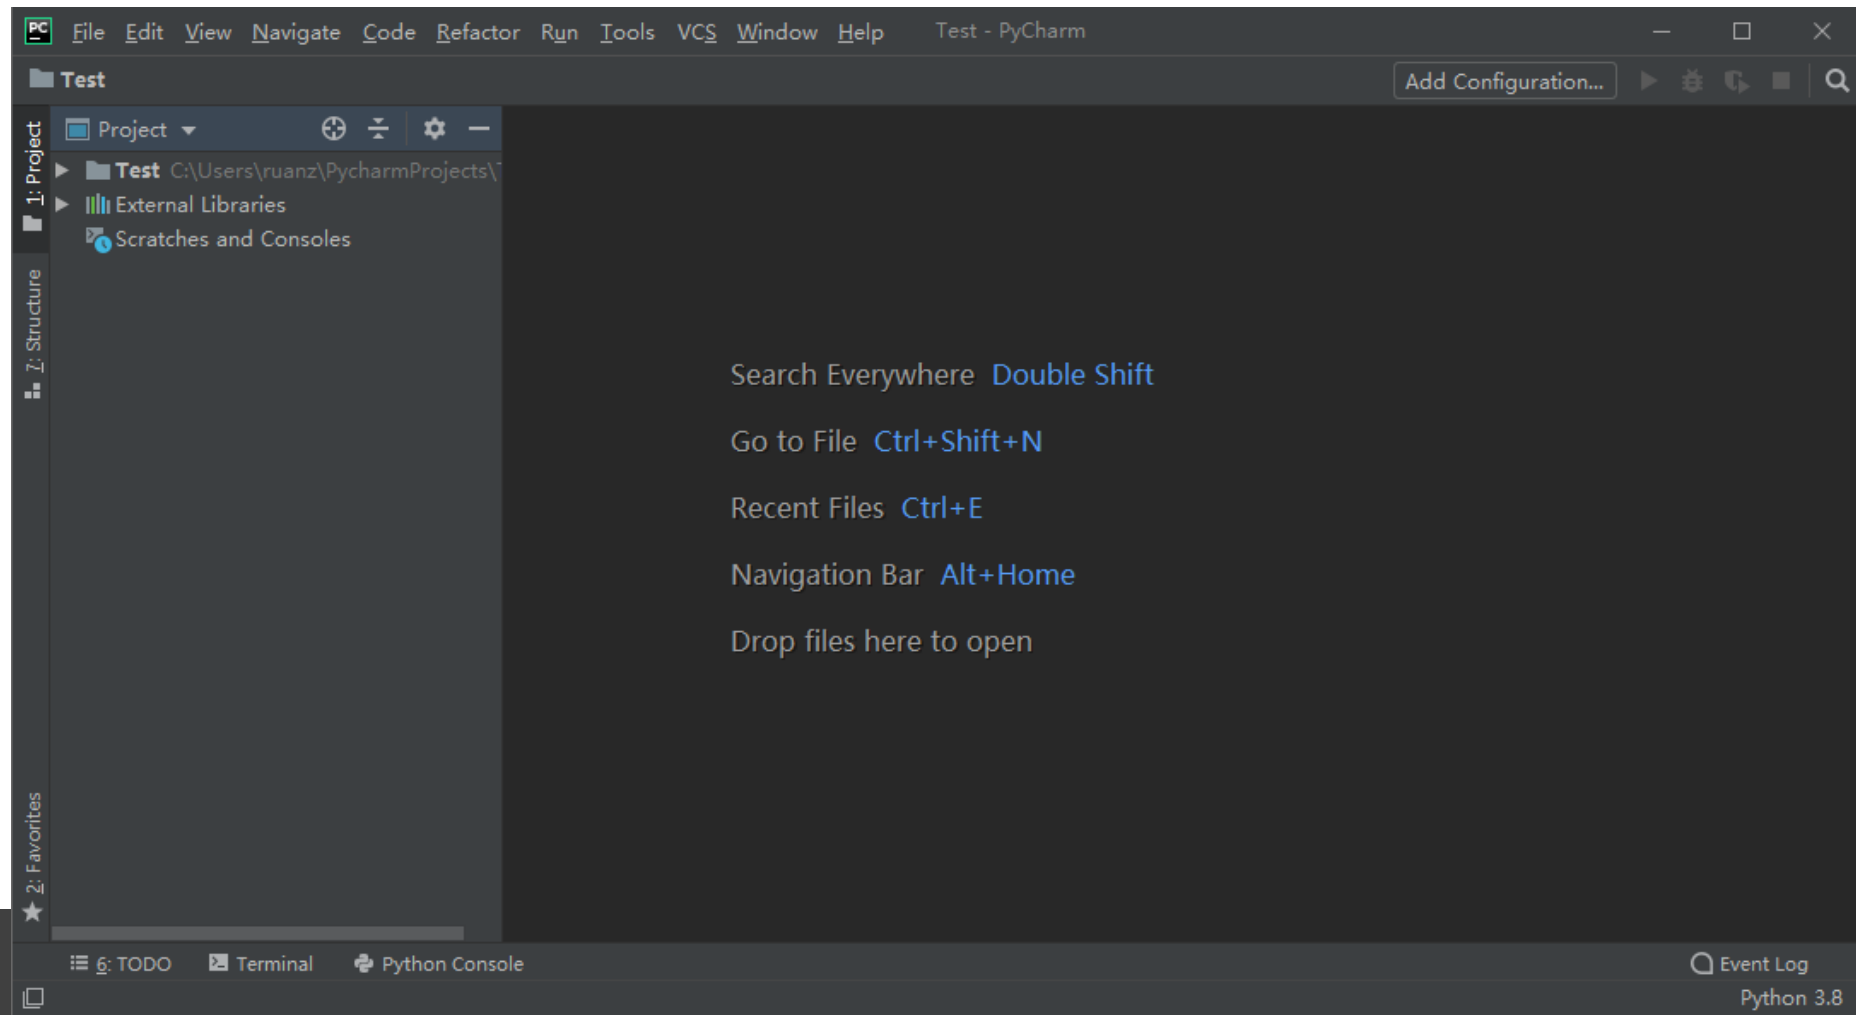 PC File Edit View Navigate Code Refactor Run Tools VCS Window Help Test - PyCharm
Test Add Configuration...
1: Project
7: Structure
2: Favorites
Project
Test C:\Users\ruanz\PycharmProjects\
External Libraries
Scratches and Consoles
Search Everywhere Double Shift
Go to File Ctrl+Shift+N
Recent Files Ctrl+E
Navigation Bar Alt+Home
Drop files here to open
6: TODO Terminal Python Console Event Log
Python 3.8